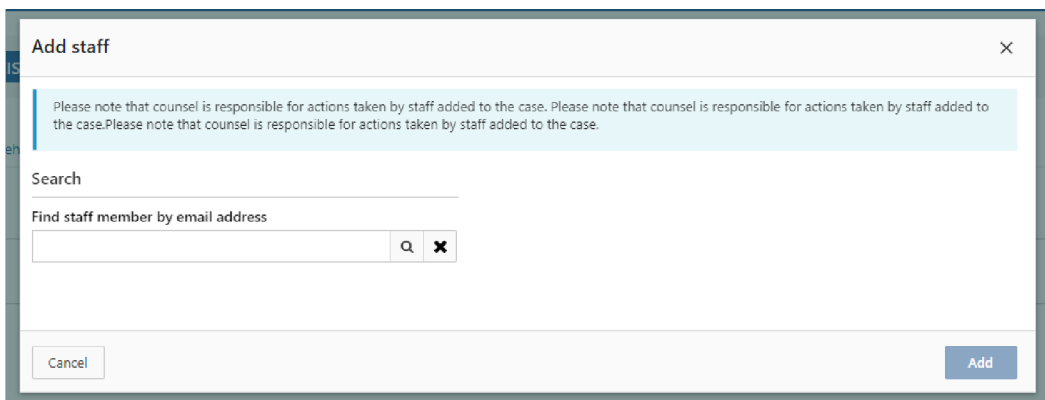 Add staff
IS
Please note that counsel is responsible for actions taken by staff added to the case. Please note that counsel is responsible for actions taken by staff added to
the case.Please note that counsel is responsible for actions taken by staff added to the case.
eh
Search
Find staff member by email address
Cancel
Add